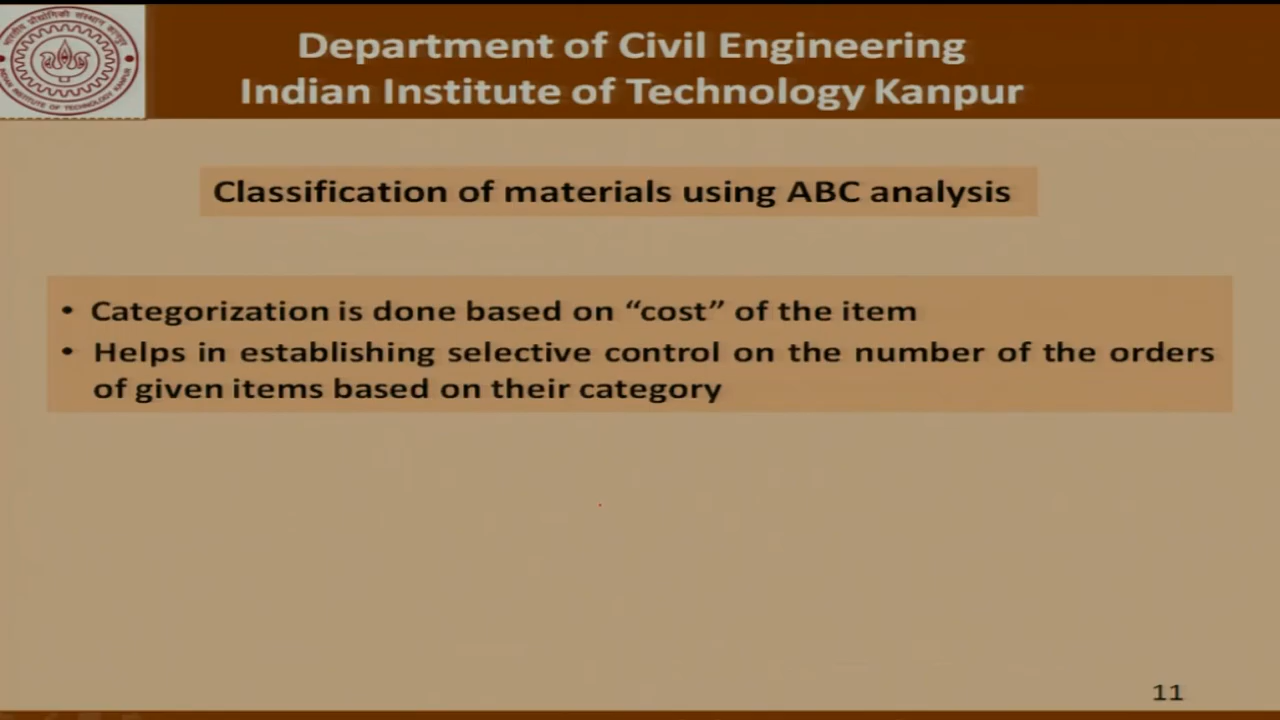 Department of Civil Engineering
Indian Institute of Technology Kanpur
Classification of materials using ABC analysis
• Categorization is done based on “cost” of the item
• Helps in establishing selective control on the number of the orders
of given items based on their category
11